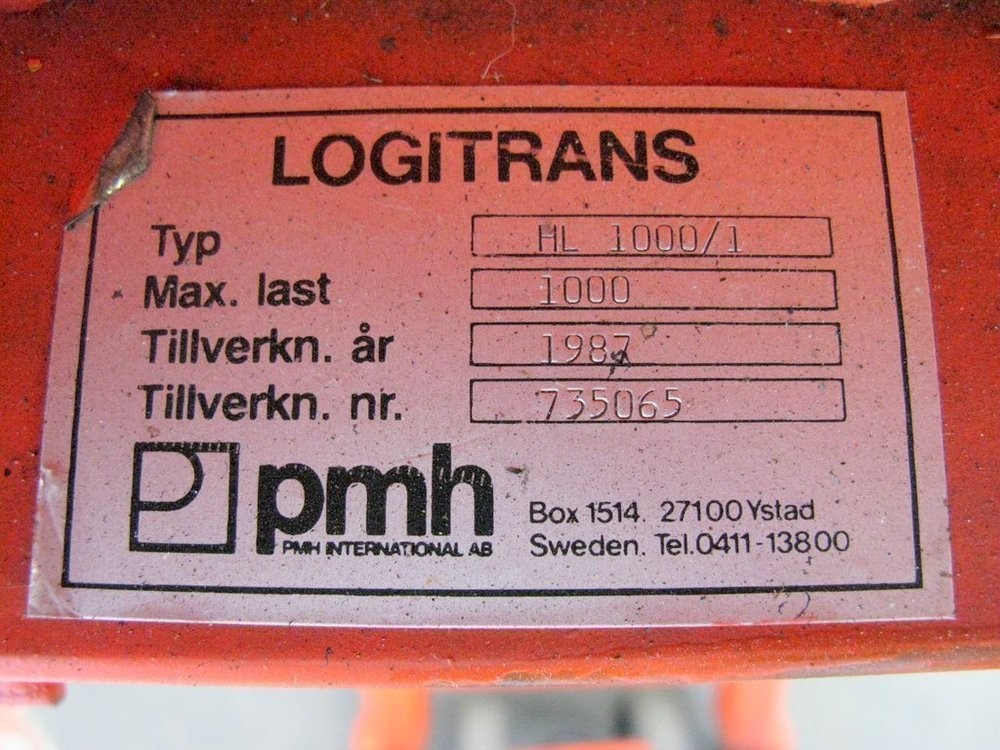 LOGITRANS
Typ HL 1000/1
Max. last 1000
Tillverkn. år 1987
Tillverkn. nr. 735065
pmh
PMH INTERNATIONAL AB
Box 1514. 27100 Ystad
Sweden. Tel.0411-13800